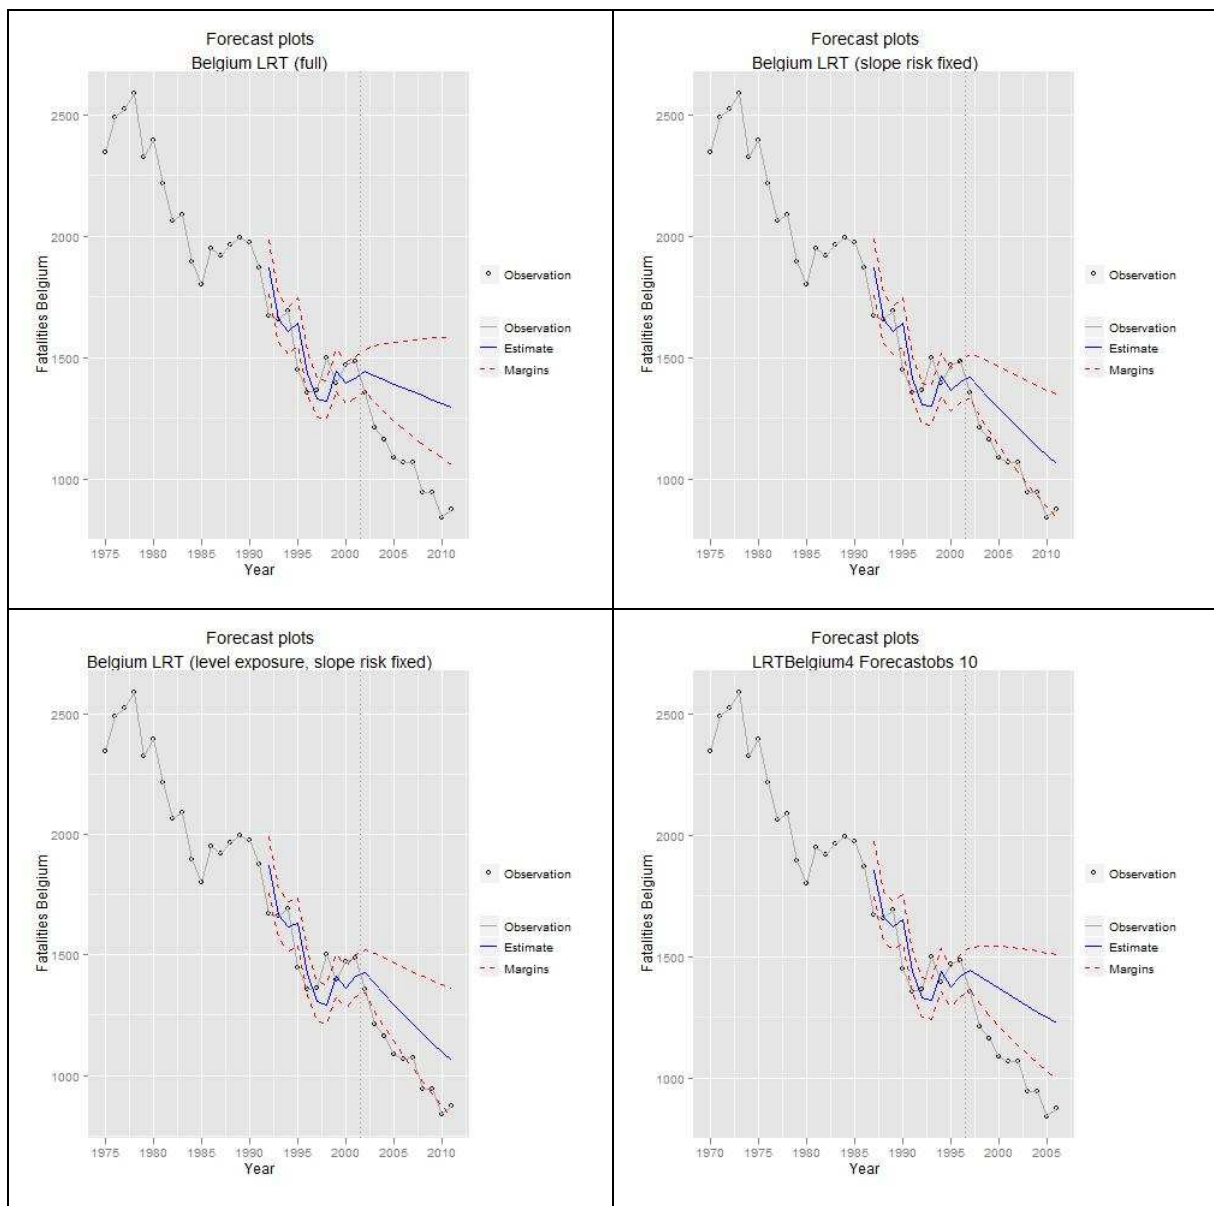 Forecast plots
Belgium LRT (full)
2500
2000
1500
1000
Fatalities Belgium
1975 1980 1985 1990 1995 2000 2005 2010
Year
Observation
Observation
Estimate
Margins
Forecast plots
Belgium LRT (slope risk fixed)
2500
2000
1500
1000
Fatalities Belgium
1970 1975 1980 1985 1990 1995 2000 2005 2010
Year
Observation
Observation
Estimate
Margins
Forecast plots
Belgium LRT (level exposure, slope risk fixed)
2500
2000
1500
1000
Fatalities Belgium
1975 1980 1985 1990 1995 2000 2005 2010
Year
Observation
Observation
Estimate
Margins
Forecast plots
LRTBelgium4 Forecastobs 10
2500
2000
1500
1000
Fatalities Belgium
1970 1975 1980 1985 1990 1995 2000 2005
Year
Observation
Observation
Estimate
Margins